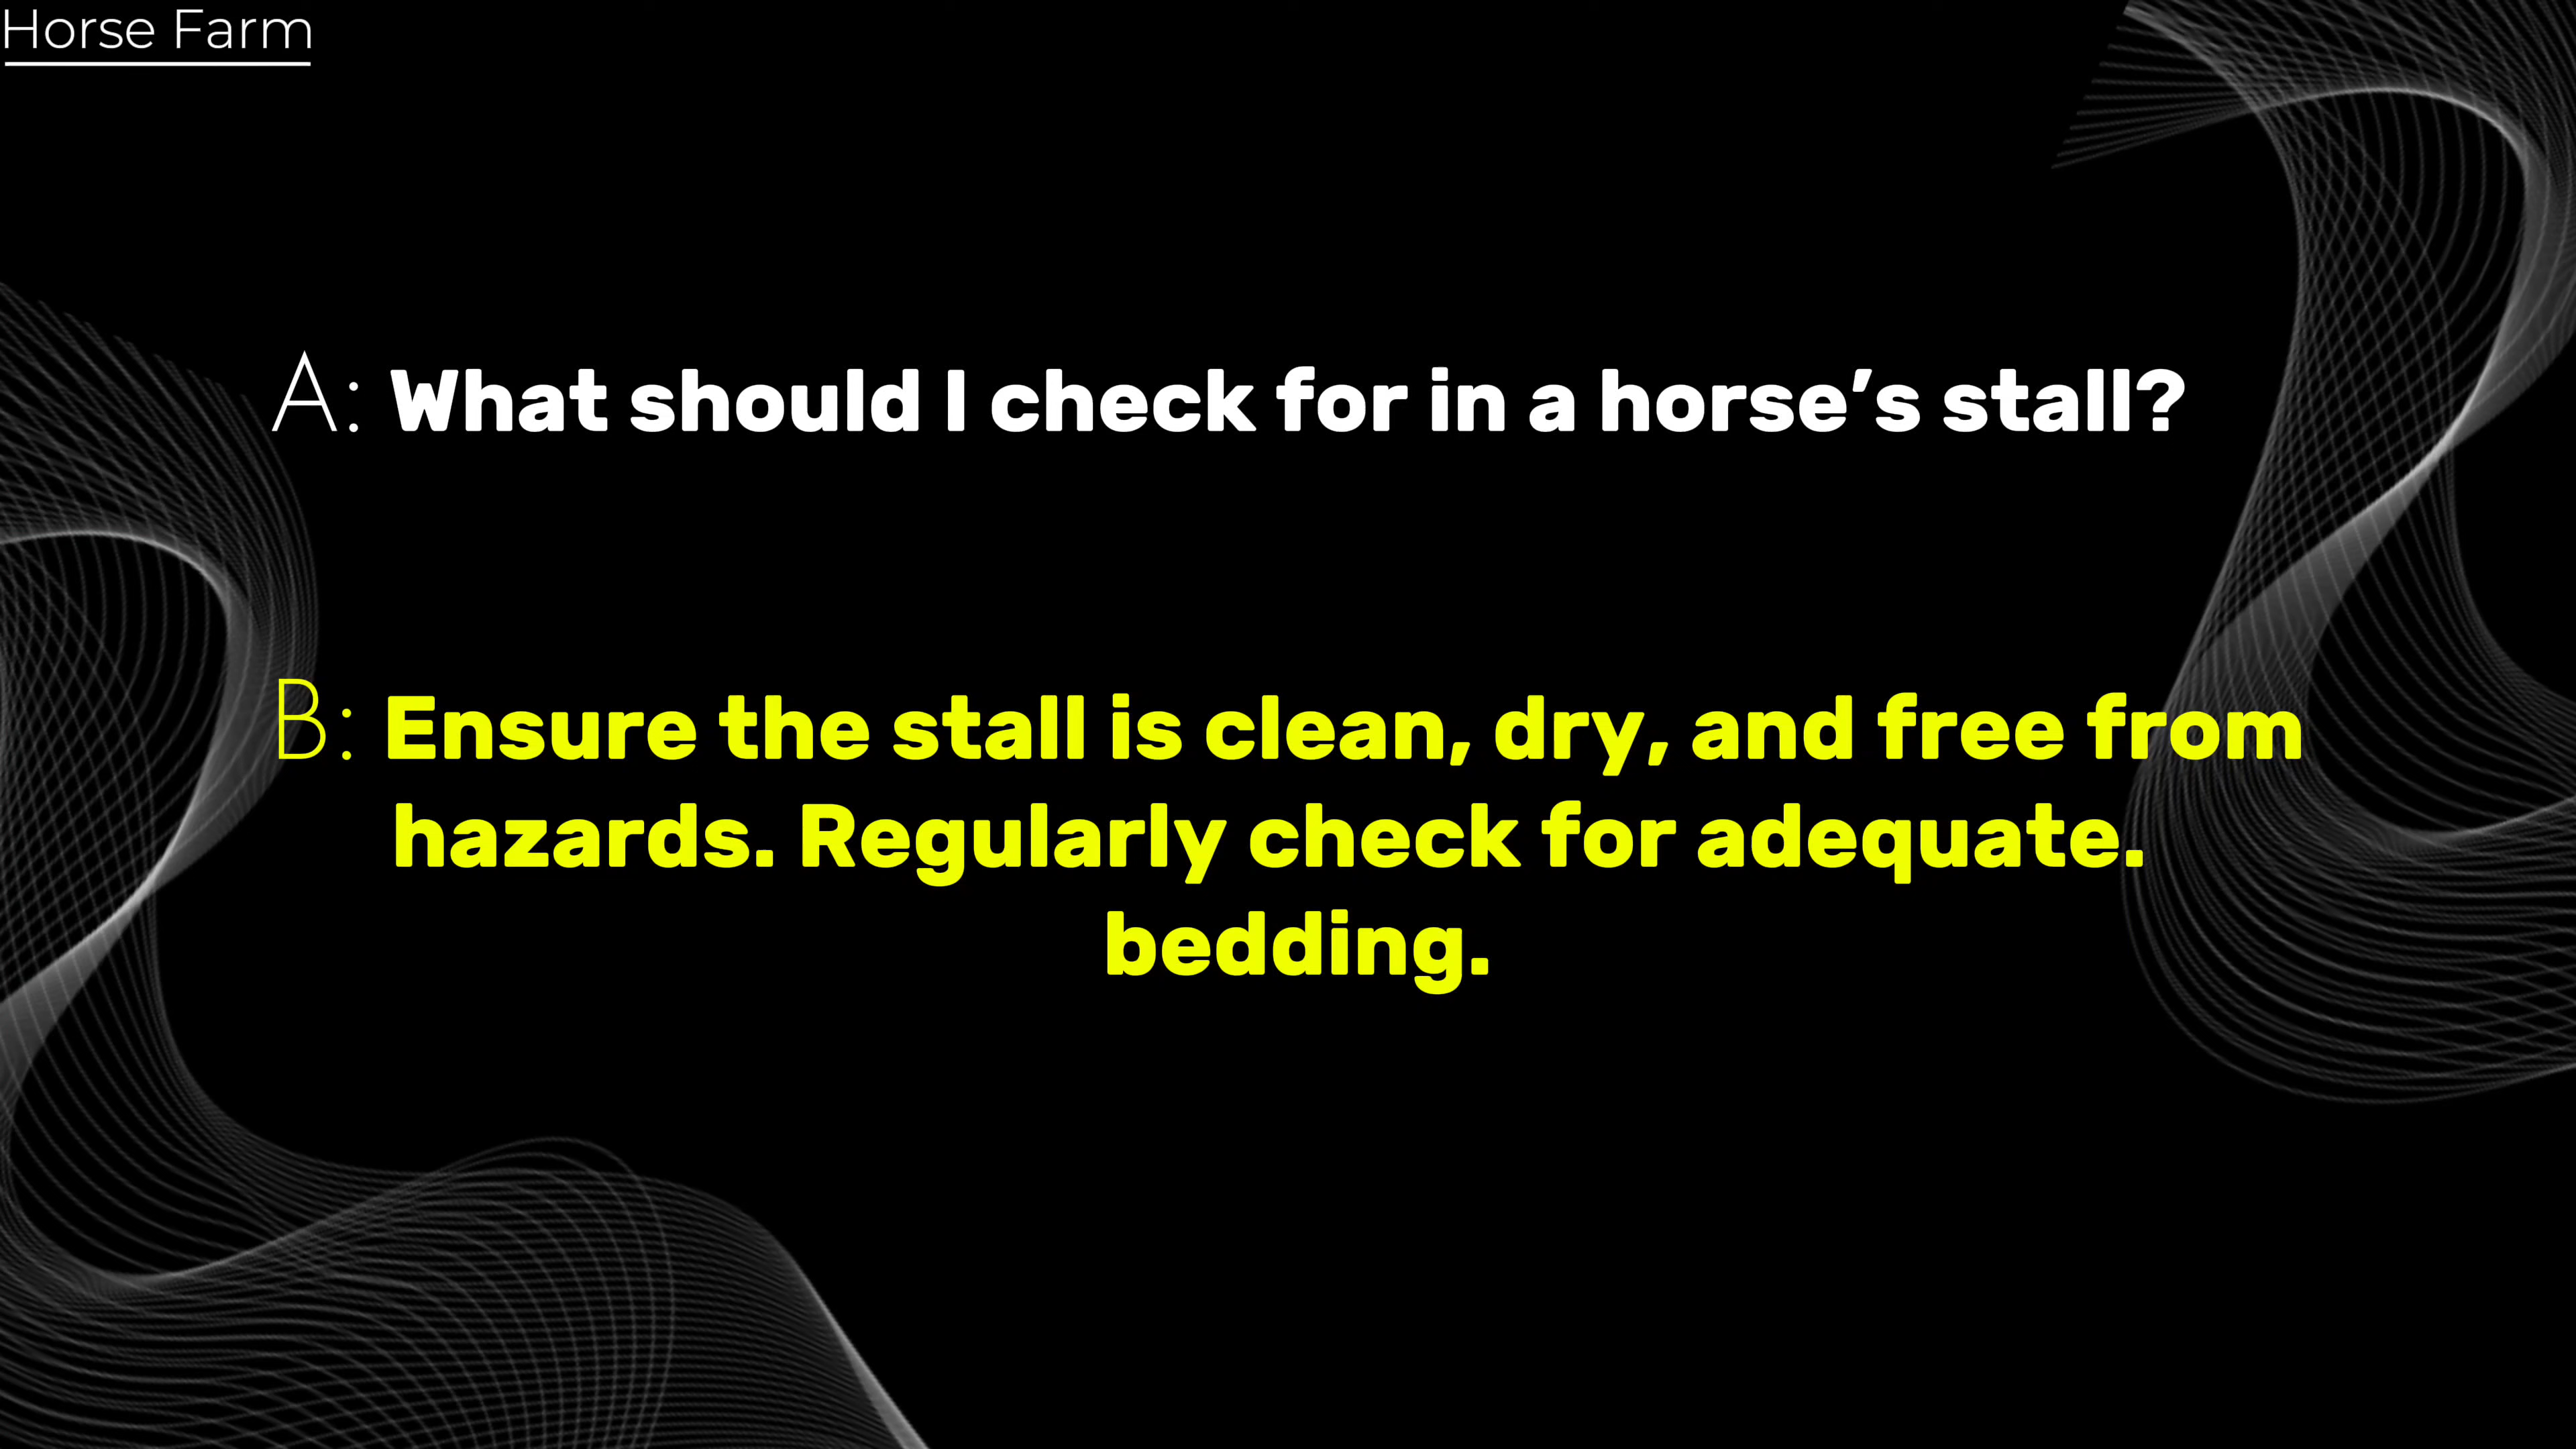 Horse Farm
A: What should I check for in a horse’s stall?
B: Ensure the stall is clean, dry, and free from
hazards. Regularly check for adequate.
bedding.